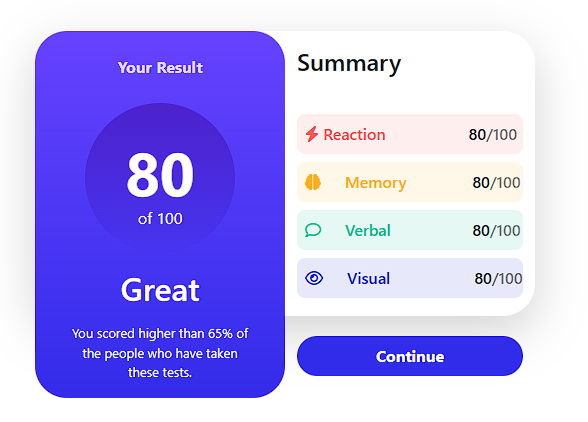 Your Result
80
of 100
Great
You scored higher than 65% of
the people who have taken
these tests.
Summary
Reaction 80/100
Memory 80/100
Verbal 80/100
Visual 80/100
Continue